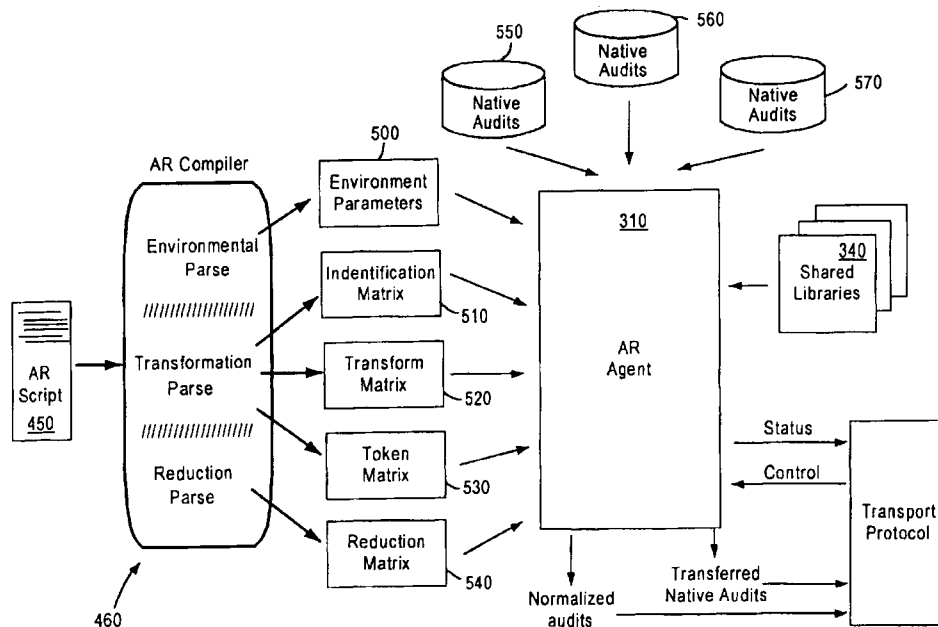 550
Native
Audits
560
Native
Audits
570
Native
Audits
AR Compiler
500
Environment
Parameters
Environmental
Parse
Indentification
Matrix
510
310
AR
Agent
340
Shared
Libraries
AR
Script
450
Transformation
Parse
Transform
Matrix
520
Token
Matrix
530
Reduction
Parse
Reduction
Matrix
540
460
Status
Control
Transport
Protocol
Transferred
Native Audits
Normalized
audits